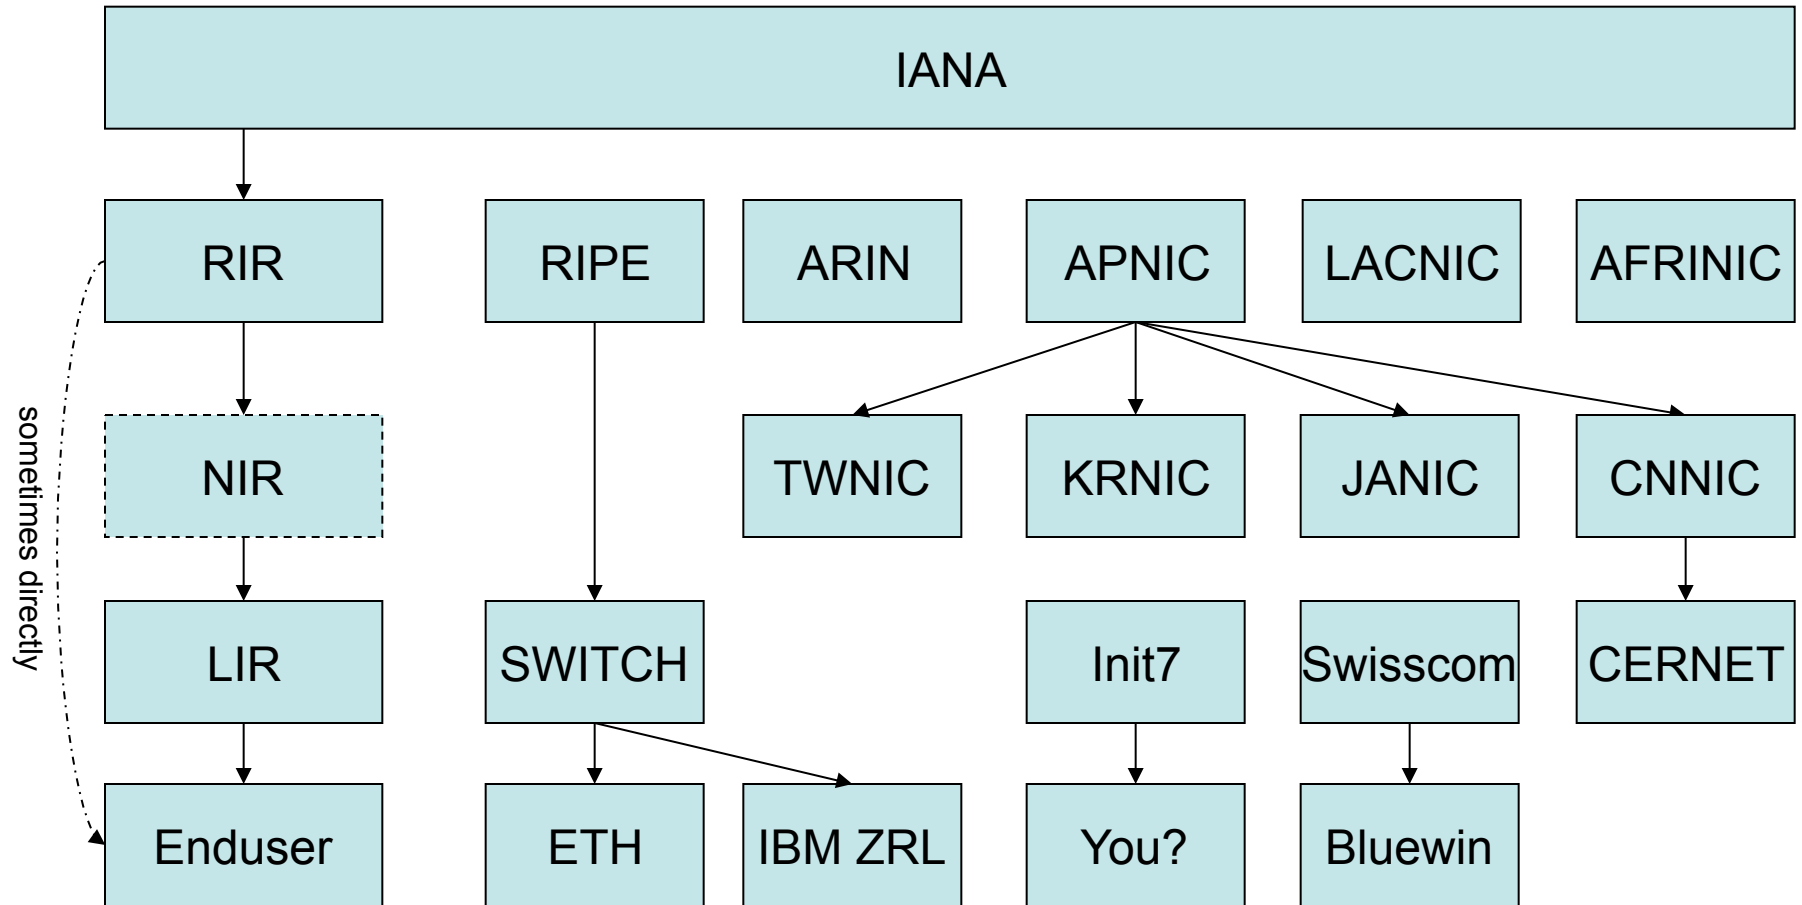 IANA
RIR
RIPE
ARIN
APNIC
LACNIC
AFRINIC
sometimes directly
NIR
TWNIC
KRNIC
JANIC
CNNIC
LIR
SWITCH
Init7
Swisscom
CERNET
Enduser
ETH
IBM ZRL
You?
Bluewin